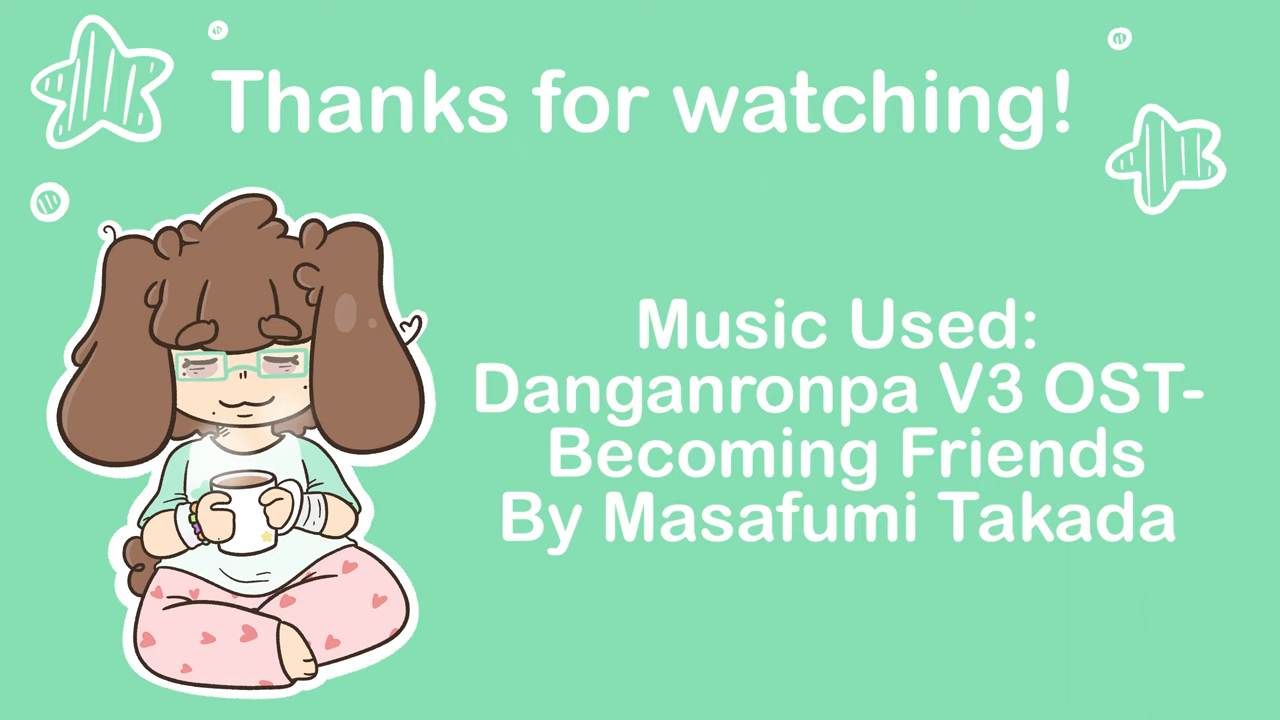 Thanks for watching!
Music Used:
Danganronpa V3 OST-
Becoming Friends
By Masafumi Takada